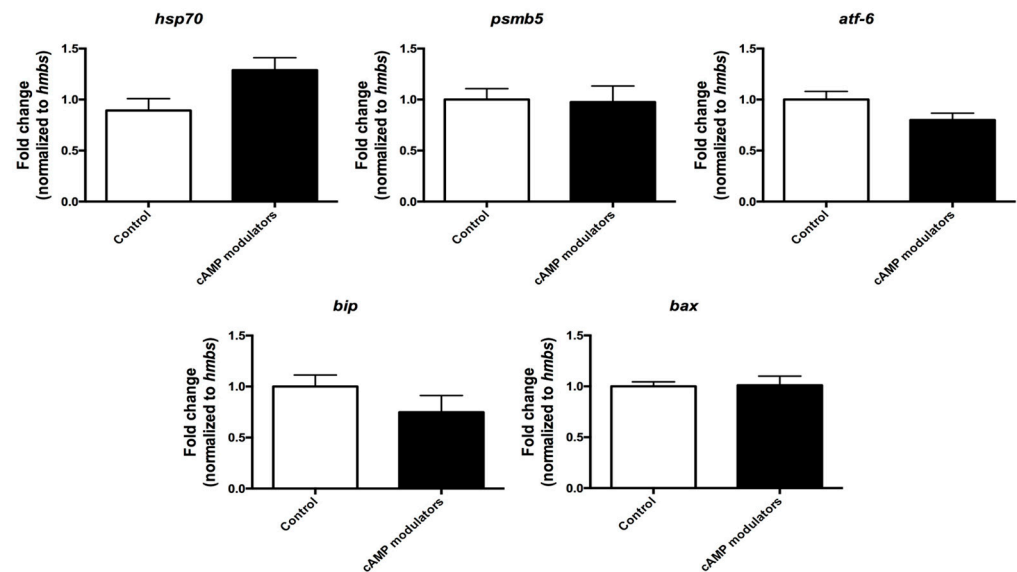 hsp70
Fold change
(normalized to hmbs)
1.5
1.0
0.5
0.0
Control
cAMP modulators
psmb5
Fold change
(normalized to hmbs)
1.5
1.0
0.5
0.0
Control
cAMP modulators
atf-6
Fold change
(normalized to hmbs)
1.5
1.0
0.5
0.0
Control
cAMP modulators
bip
Fold change
(normalized to hmbs)
1.5
1.0
0.5
0.0
Control
cAMP modulators
bax
Fold change
(normalized to hmbs)
1.5
1.0
0.5
0.0
Control
cAMP modulators